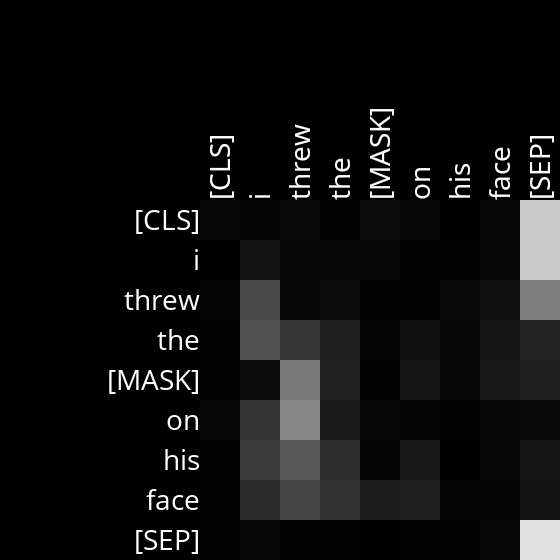 [CLS] i threw the [MASK] on his face [SEP]
[CLS]
i
threw
the
[MASK]
on
his
face
[SEP]